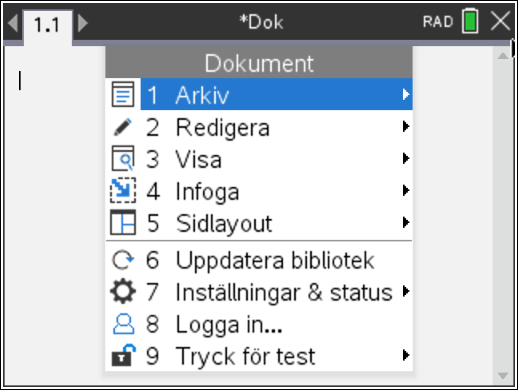 1.1 *Dok RAD
Dokument
1 Arkiv
2 Redigera
3 Visa
4 Infoga
5 Sidlayout
6 Uppdatera bibliotek
7 Inställningar & status
8 Logga in...
9 Tryck för test